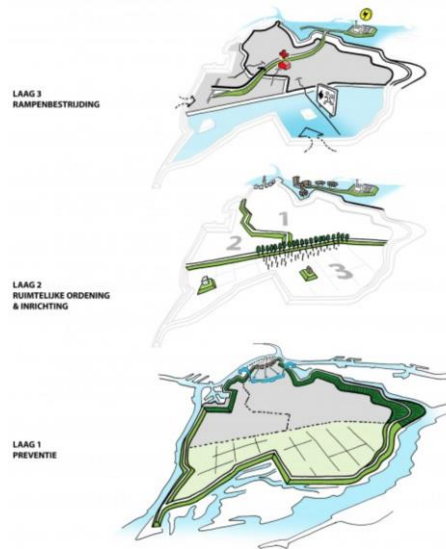 LAAG 3
RAMPENBESTRIJDING
1
2
3
LAAG 2
RUIMTELIJKE ORDENING
& INRICHTING
LAAG 1
PREVENTIE